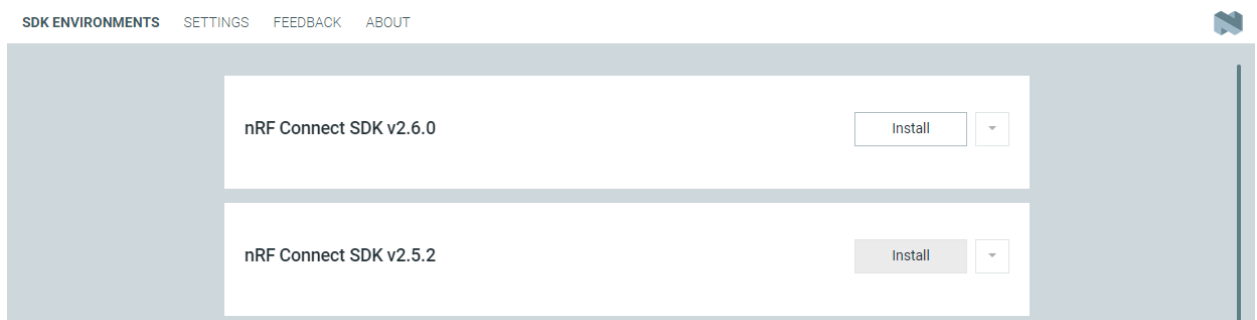 SDK ENVIRONMENTS SETTINGS FEEDBACK ABOUT
nRF Connect SDK v2.6.0 Install
nRF Connect SDK v2.5.2 Install